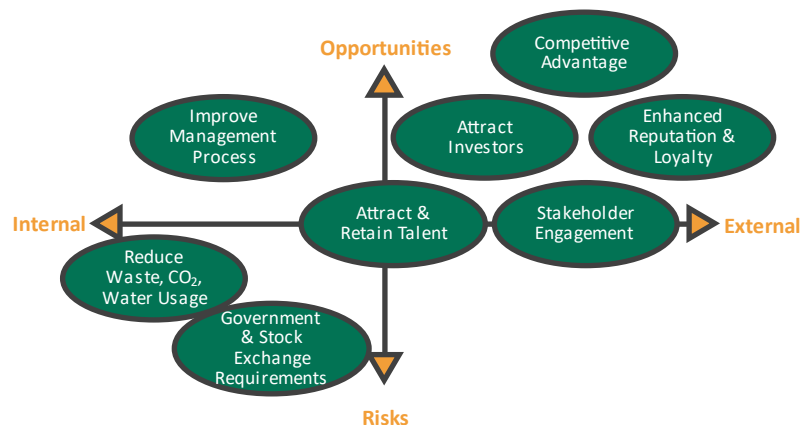 Opportunities
Competitive
Advantage
Improve
Management
Process
Attract
Investors
Enhanced
Reputation &
Loyalty
Internal
Attract &
Retain Talent
Stakeholder
Engagement
External
Reduce
Waste, CO₂,
Water Usage
Government
& Stock
Exchange
Requirements
Risks